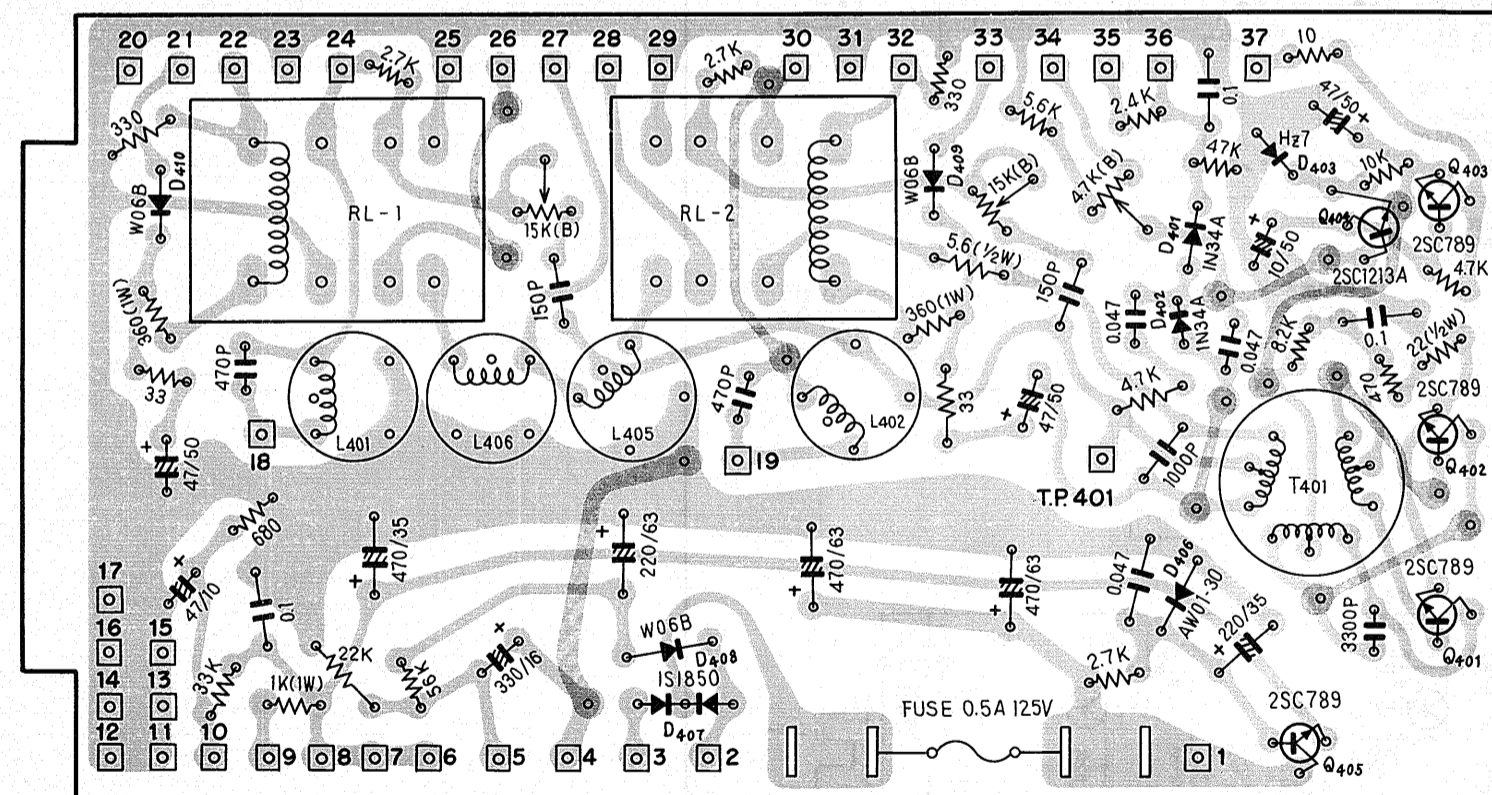 20 21 22 23 24 25 26 27 28 29 30 31 32 33 34 35 36 37
2.7K
2.7K
330
5.6K
2.4K
0.1
10
47/50 +
330
W06B
D410
RL-1
15K(B)
RL-2
W06B
D409
15K(B)
4.7K(B)
47K
Hz7
D403
10K
Q403
2SC789
Q404
2SC1213A
D401
1N34A
+
10/50
4.7K
5.6(½W)
150P
150P
360(1W)
360(1W)
0.047
D402
1N34A
0.047
8.2K
0.1
22(½W)
470
33
470P
L401
L406
L405
470P
L402
33
+
47/50
4.7K
2SC789
Q402
+
47/50
18
19
T.P. 401
1000P
T401
680
+
470/35
+
220/63
+
470/63
+
470/63
0.047
D406
AW01-30
2SC789
Q401
17
+
47/10
0.1
16 15
22K
56K
+
330/16
W06B
D408
1S1850
D407
2.7K
+
220/35
3300P
14 13
33K
1K(1W)
FUSE 0.5A 125V
2SC789
Q405
12 11 10 9 8 7 6 5 4 3 2 1